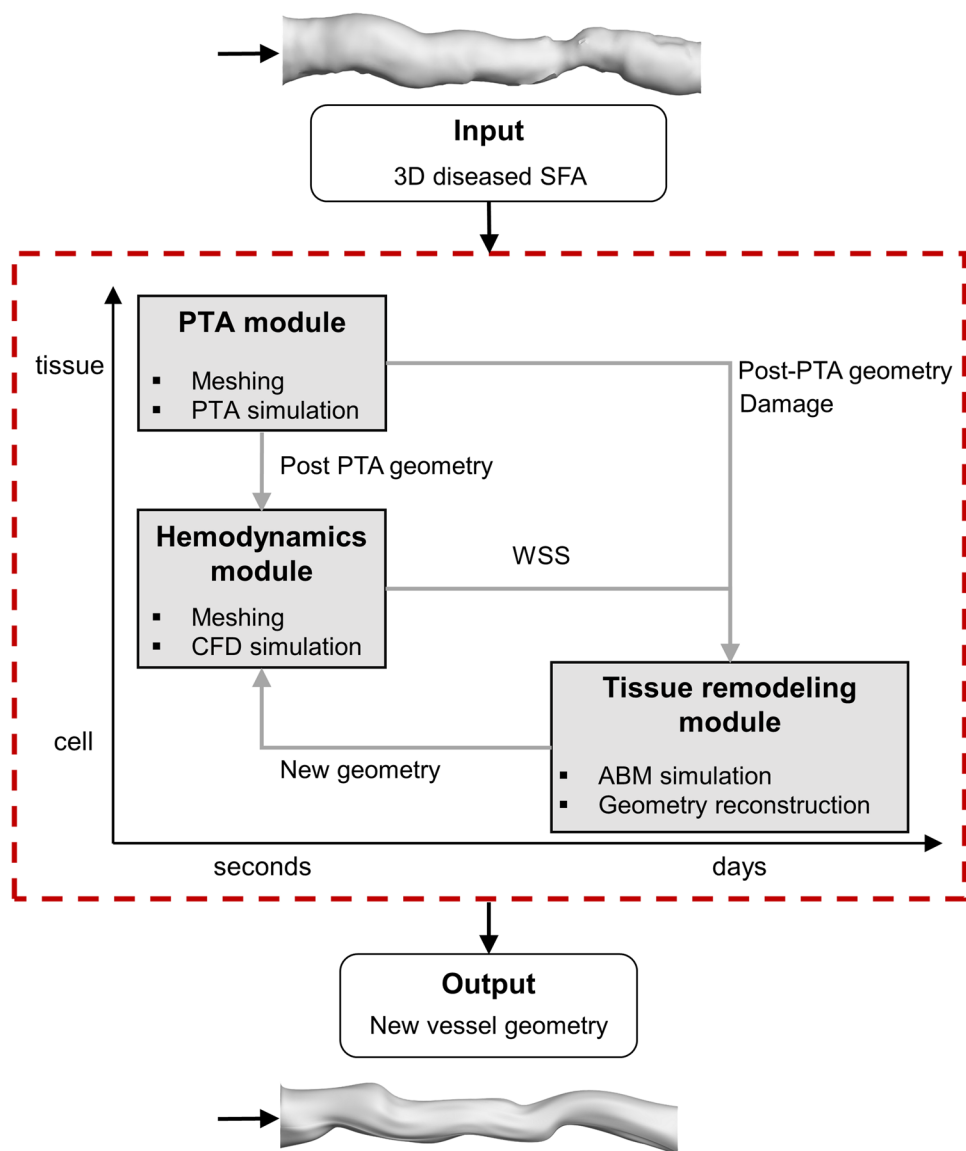 Input
3D diseased SFA
PTA module
▪ Meshing
▪ PTA simulation
tissue
Post-PTA geometry
Damage
Post PTA geometry
Hemodynamics
module
▪ Meshing
▪ CFD simulation
WSS
Tissue remodeling
module
▪ ABM simulation
▪ Geometry reconstruction
cell
New geometry
seconds
days
Output
New vessel geometry